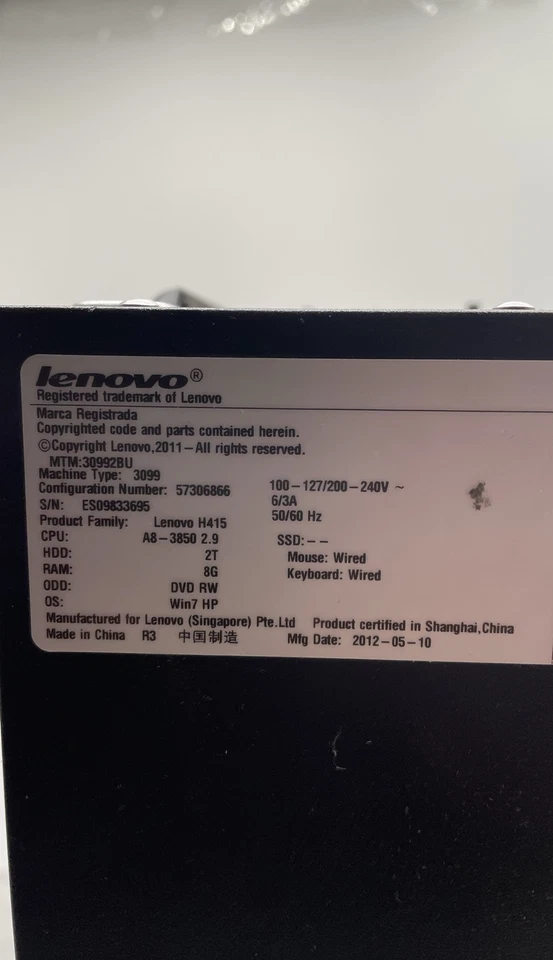 lenovo®
Registered trademark of Lenovo
Marca Registrada
Copyrighted code and parts contained herein.
©Copyright Lenovo,2011–All rights reserved.
MTM:30992BU
Machine Type: 3099
Configuration Number: 57306866
S/N: ES09833695
Product Family: Lenovo H415
CPU: A8-3850 2.9
HDD: 2T
RAM: 8G
ODD: DVD RW
OS: Win7 HP
100-127/200-240V ~
6/3A
50/60 Hz
SSD:--
Mouse: Wired
Keyboard: Wired
Manufactured for Lenovo (Singapore) Pte.Ltd Product certified in Shanghai,China
Made in China R3 中国制造 Mfg Date: 2012-05-10